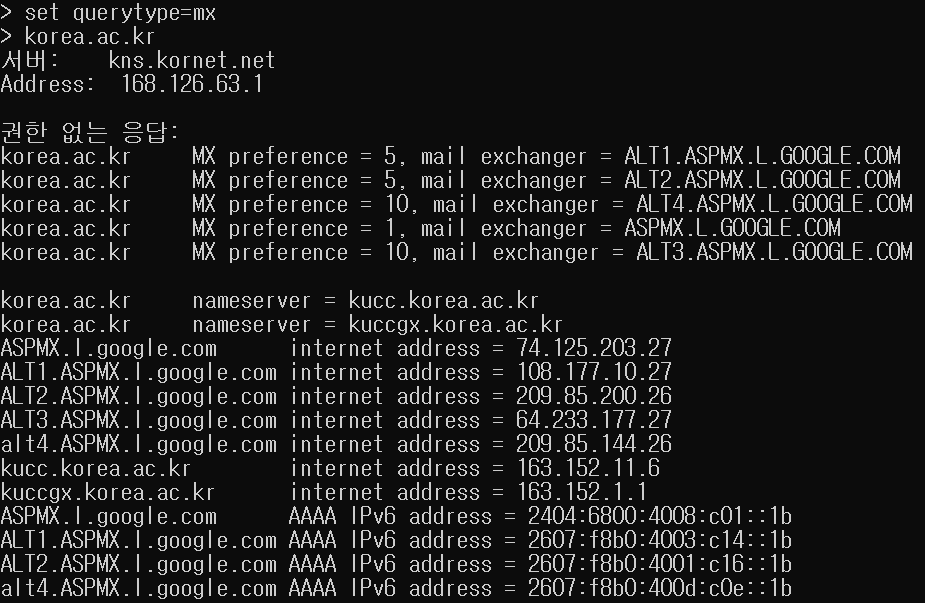 > set querytype=mx
> korea.ac.kr
서버:    kns.kornet.net
Address:  168.126.63.1

권한 없는 응답:
korea.ac.kr     MX preference = 5, mail exchanger = ALT1.ASPMX.L.GOOGLE.COM
korea.ac.kr     MX preference = 5, mail exchanger = ALT2.ASPMX.L.GOOGLE.COM
korea.ac.kr     MX preference = 10, mail exchanger = ALT4.ASPMX.L.GOOGLE.COM
korea.ac.kr     MX preference = 1, mail exchanger = ASPMX.L.GOOGLE.COM
korea.ac.kr     MX preference = 10, mail exchanger = ALT3.ASPMX.L.GOOGLE.COM

korea.ac.kr     nameserver = kucc.korea.ac.kr
korea.ac.kr     nameserver = kuccgx.korea.ac.kr
ASPMX.l.google.com      internet address = 74.125.203.27
ALT1.ASPMX.l.google.com internet address = 108.177.10.27
ALT2.ASPMX.l.google.com internet address = 209.85.200.26
ALT3.ASPMX.l.google.com internet address = 64.233.177.27
alt4.ASPMX.l.google.com internet address = 209.85.144.26
kucc.korea.ac.kr        internet address = 163.152.11.6
kuccgx.korea.ac.kr      internet address = 163.152.1.1
ASPMX.l.google.com      AAAA IPv6 address = 2404:6800:4008:c01::1b
ALT1.ASPMX.l.google.com AAAA IPv6 address = 2607:f8b0:4003:c14::1b
ALT2.ASPMX.l.google.com AAAA IPv6 address = 2607:f8b0:4001:c16::1b
alt4.ASPMX.l.google.com AAAA IPv6 address = 2607:f8b0:400d:c0e::1b